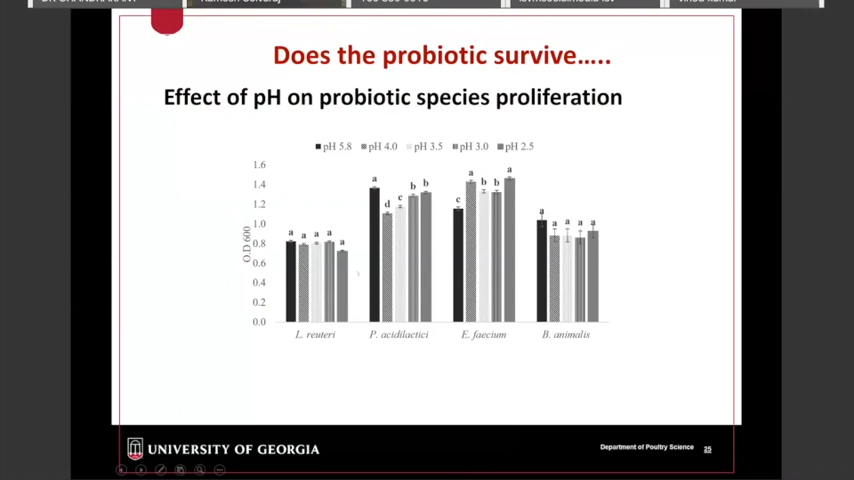 Does the probiotic survive…..
Effect of pH on probiotic species proliferation
pH 5.8 pH 4.0 pH 3.5 pH 3.0 pH 2.5
1.6
1.4
1.2
1.0
0.8
0.6
0.4
0.2
0.0
O.D 600
a a a a a
a d c b b
c a b b a
a a a a a
L. reuteri P. acidilactici E. faecium B. animalis
UNIVERSITY OF GEORGIA
Department of Poultry Science 25